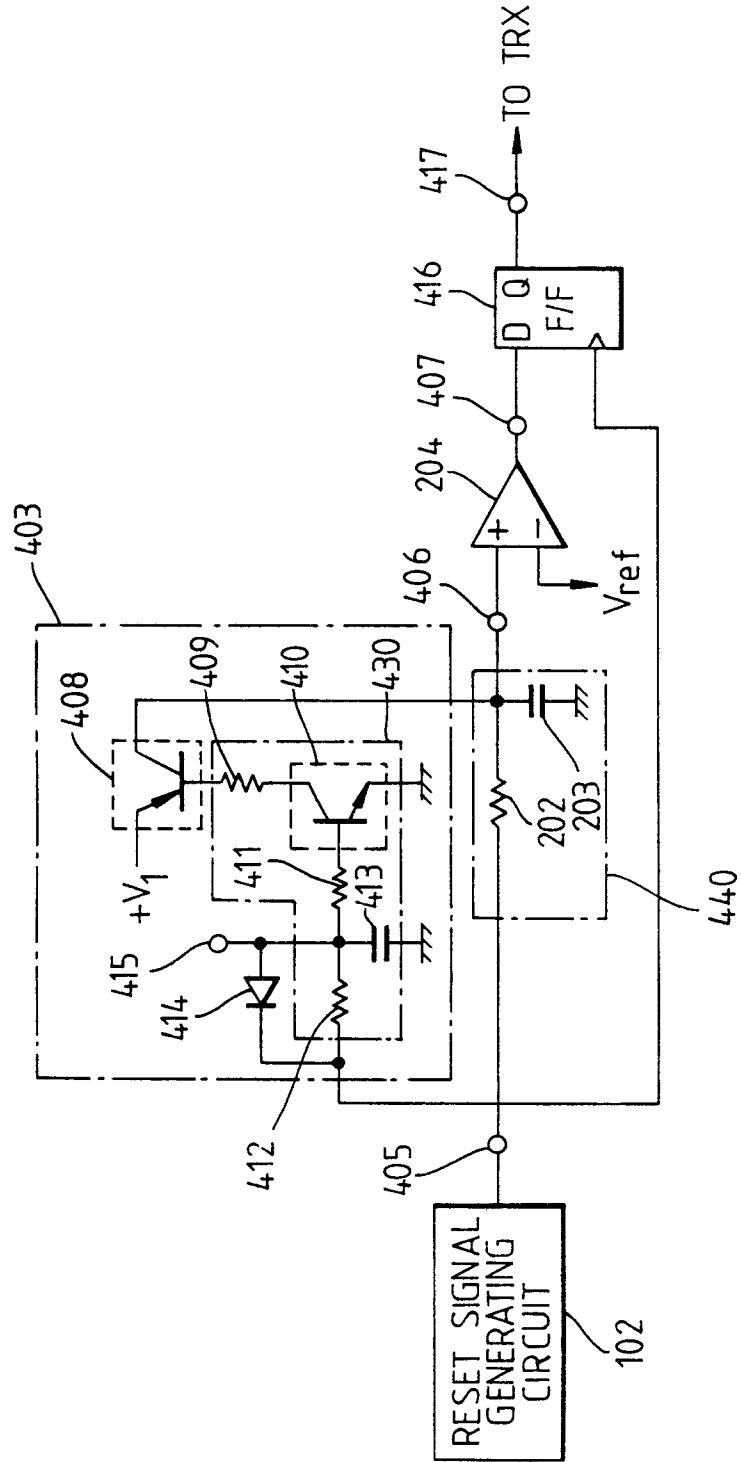 403
408
+V1
409
410
430
415
414
411
413
412
405
202
203
440
406
+
−
Vref
204
407
416
D Q
F/F
417
TO TRX
RESET SIGNAL
GENERATING
CIRCUIT
102